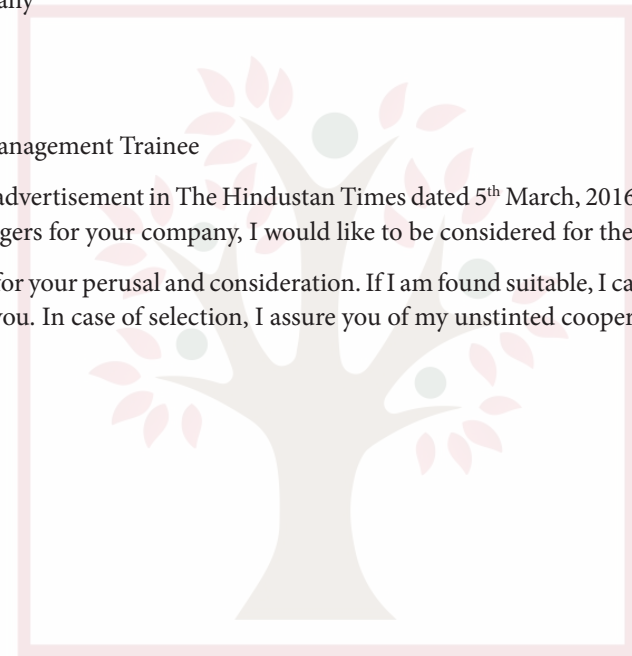 any
anagement Trainee
advertisement in The Hindustan Times dated 5th March, 2016
gers for your company, I would like to be considered for the
for your perusal and consideration. If I am found suitable, I ca
you. In case of selection, I assure you of my unstinted cooper